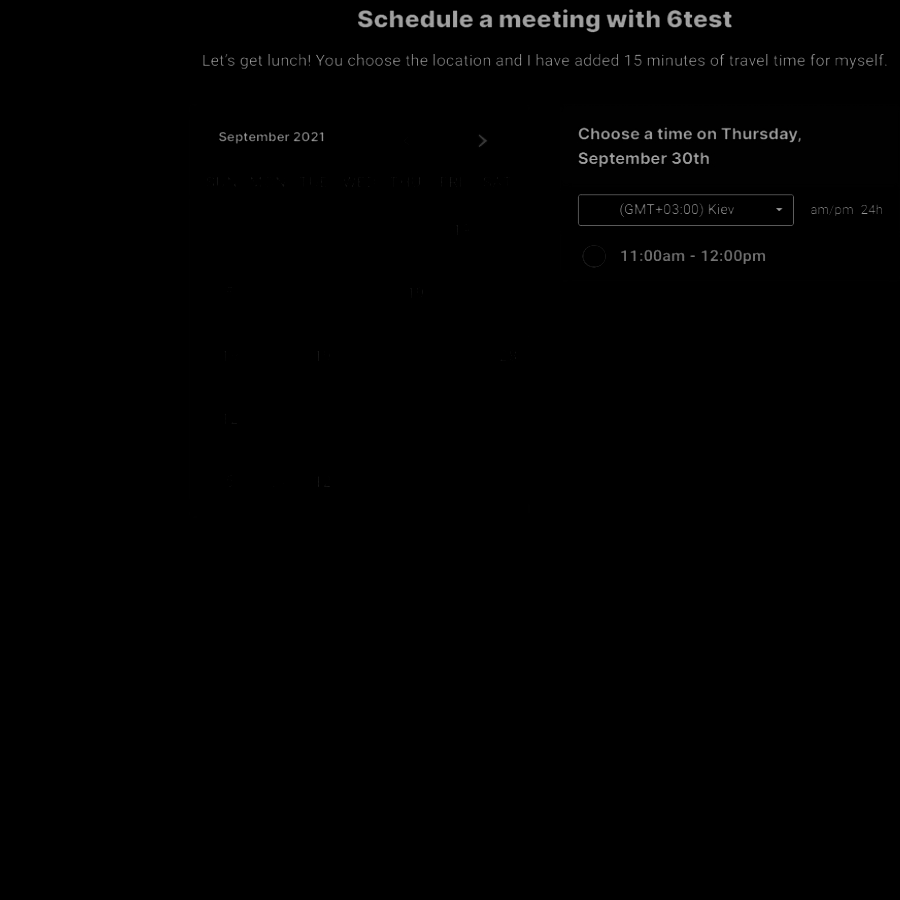 Schedule a meeting with 6test
Let's get lunch! You choose the location and I have added 15 minutes of travel time for myself.
September 2021
Choose a time on Thursday,
September 30th
(GMT+03:00) Kiev
am/pm 24h
11:00am - 12:00pm